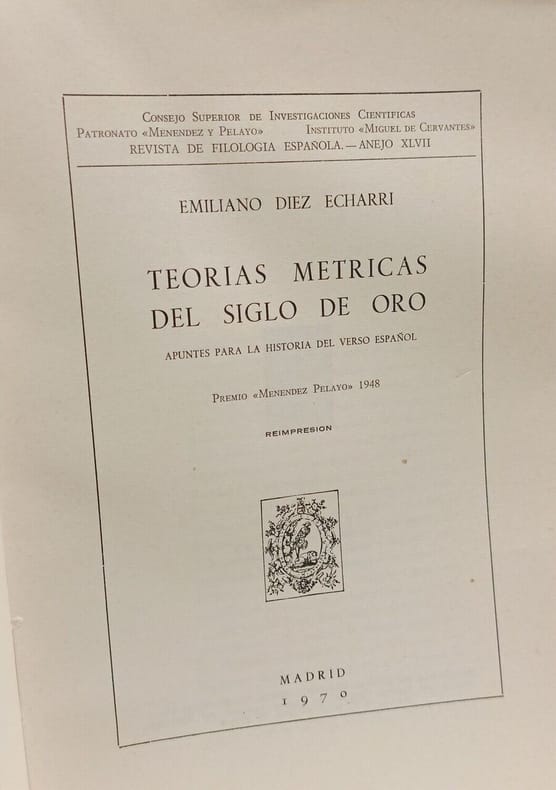 CONSEJO SUPERIOR DE INVESTIGACIONES CIENTIFICAS
PATRONATO «MENENDEZ Y PELAYO» INSTITUTO «MIGUEL DE CERVANTES»
REVISTA DE FILOLOGIA ESPAÑOLA.—ANEJO XLVII
EMILIANO DIEZ ECHARRI
TEORIAS METRICAS
DEL SIGLO DE ORO
APUNTES PARA LA HISTORIA DEL VERSO ESPAÑOL
PREMIO «MENENDEZ PELAYO» 1948
REIMPRESION
MADRID
1970